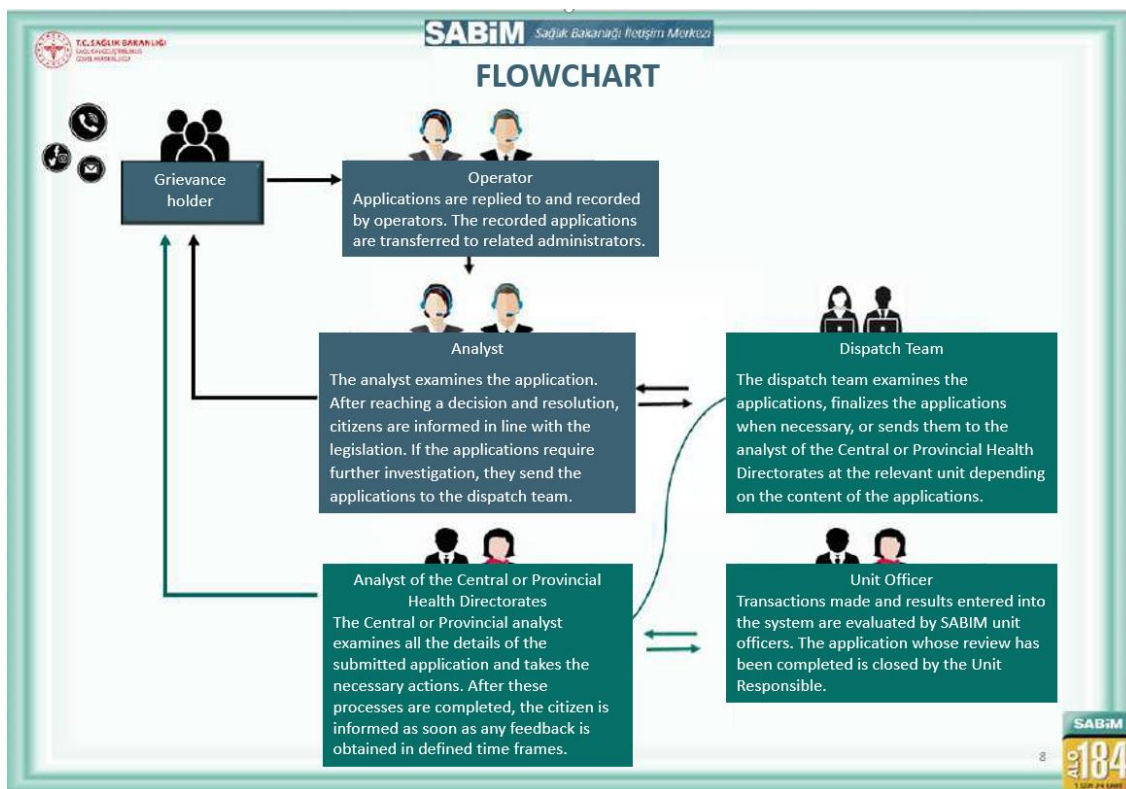 SABiM Sağlık Bakanlığı İletişim Merkezi
T.C. SAĞLIK BAKANLIĞI
FLOWCHART
Grievance
holder
Operator
Applications are replied to and recorded
by operators. The recorded applications
are transferred to related administrators.
Analyst
The analyst examines the application.
After reaching a decision and resolution,
citizens are informed in line with the
legislation. If the applications require
further investigation, they send the
applications to the dispatch team.
Dispatch Team
The dispatch team examines the
applications, finalizes the applications
when necessary, or sends them to the
analyst of the Central or Provincial Health
Directorates at the relevant unit depending
on the content of the applications.
Analyst of the Central or Provincial
Health Directorates
The Central or Provincial analyst
examines all the details of the
submitted application and takes the
necessary actions. After these
processes are completed, the citizen is
informed as soon as any feedback is
obtained in defined time frames.
Unit Officer
Transactions made and results entered into
the system are evaluated by SABIM unit
officers. The application whose review has
been completed is closed by the Unit
Responsible.
8
SABiM
ALO 184